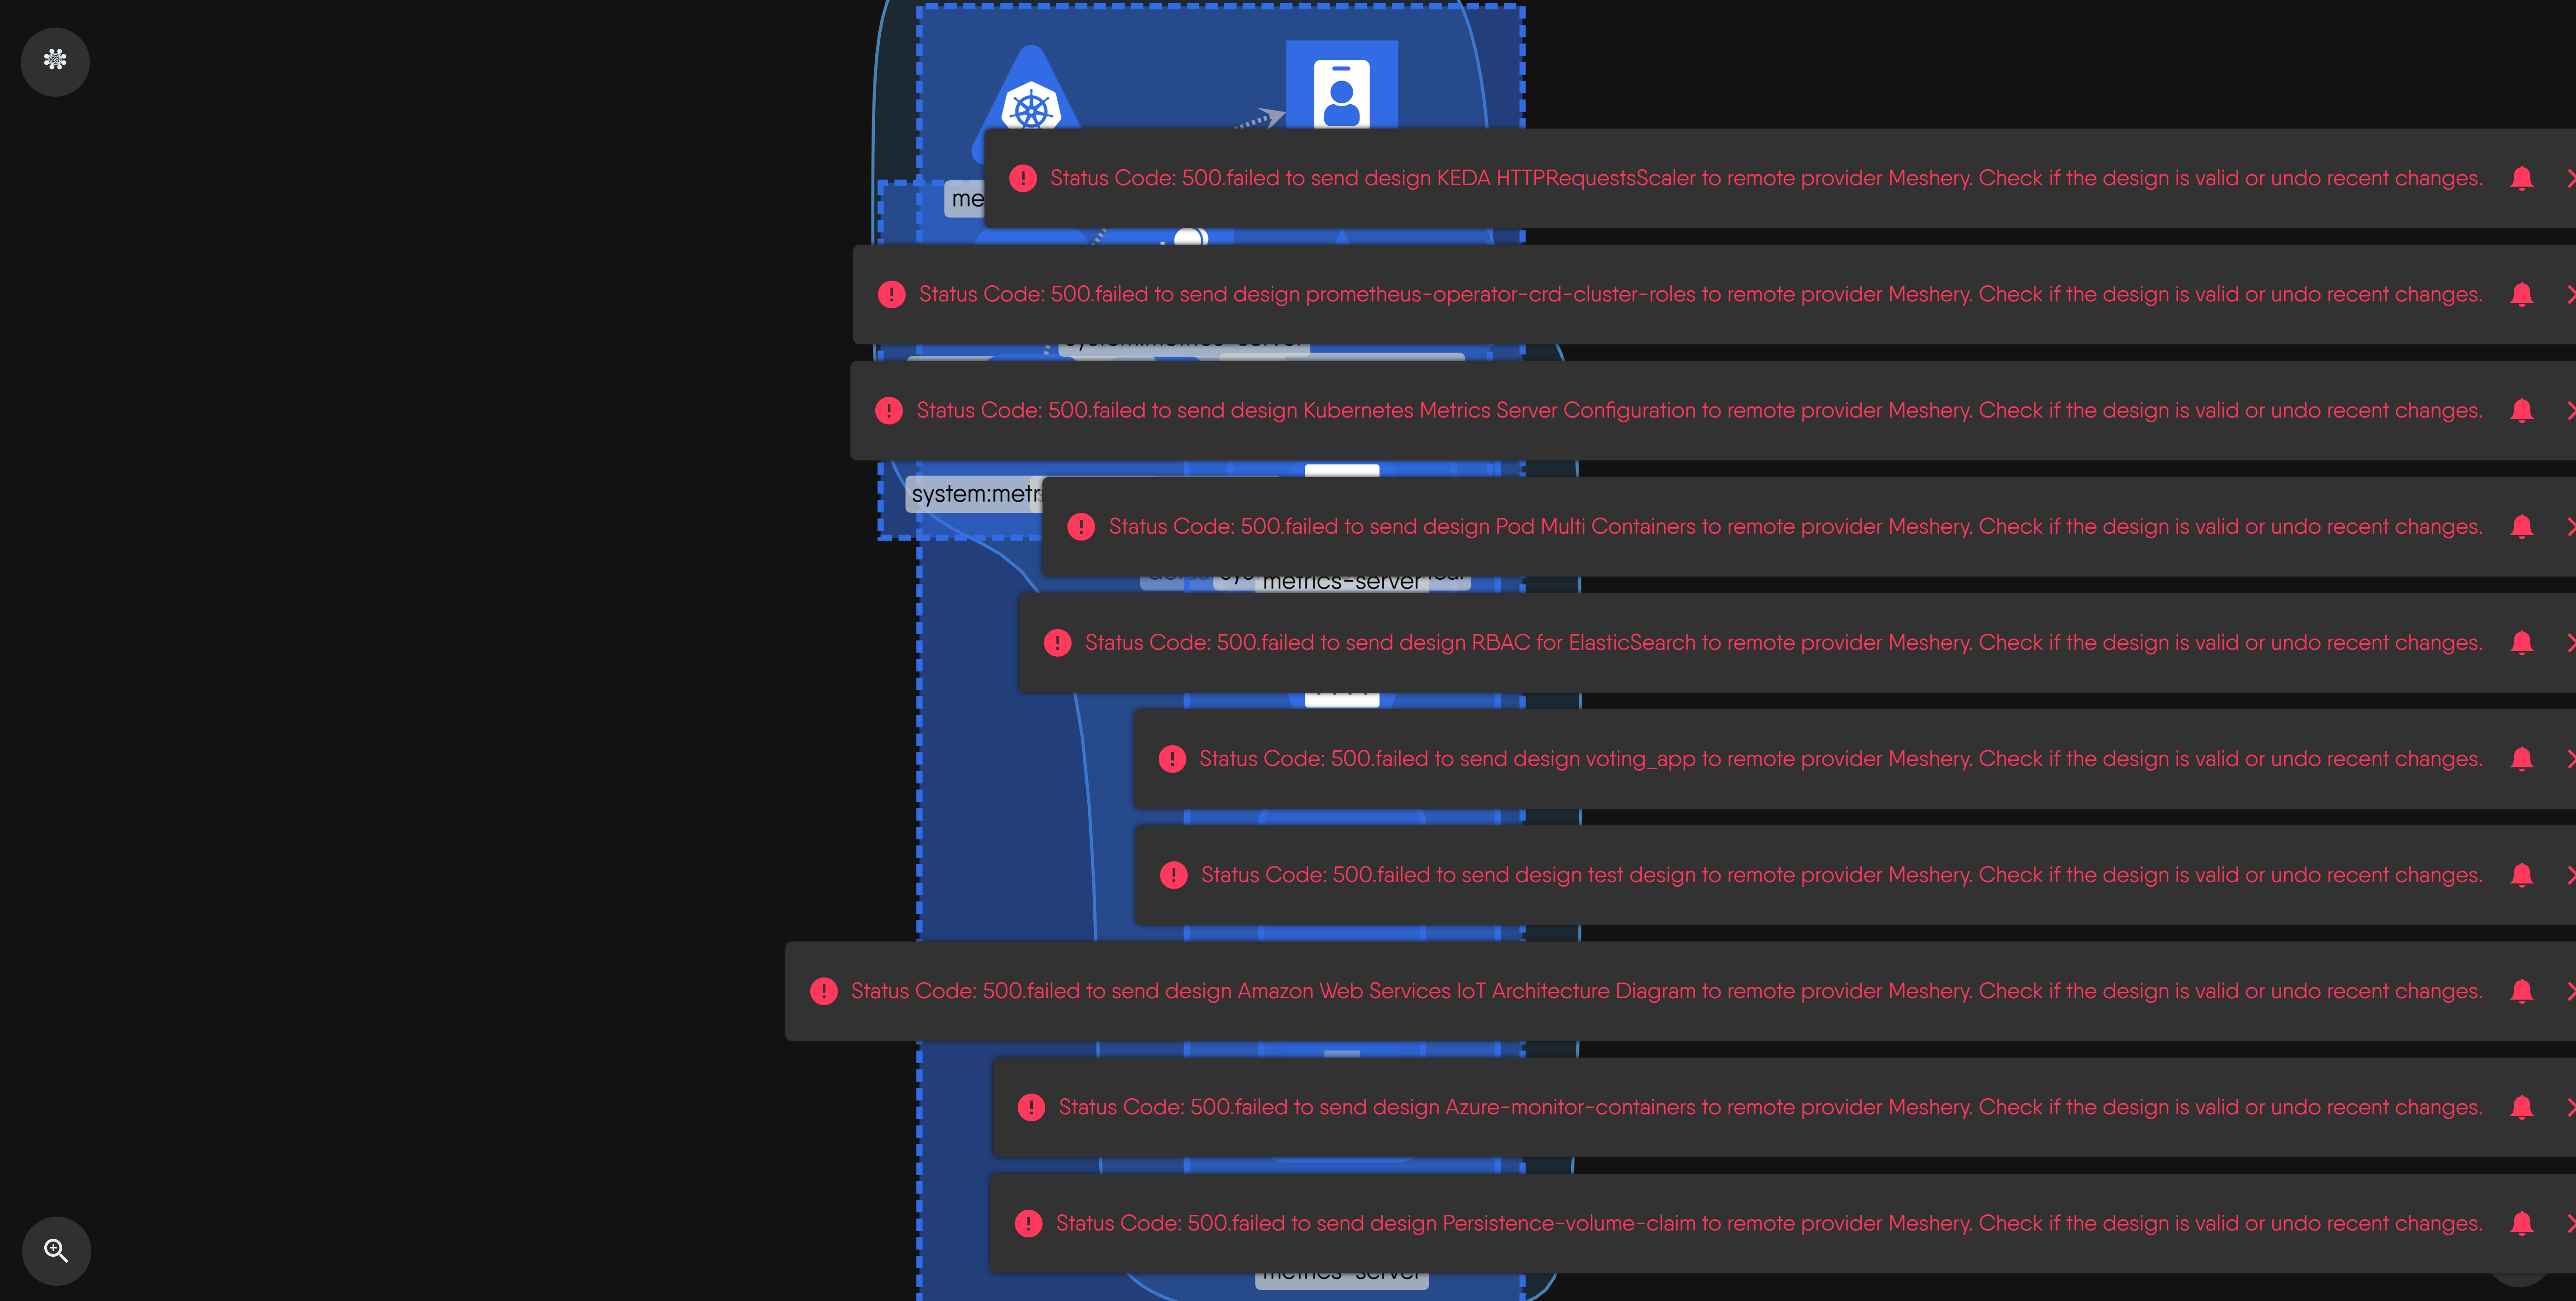 me
Status Code: 500.failed to send design KEDA HTTPRequestsScaler to remote provider Meshery. Check if the design is valid or undo recent changes.
Status Code: 500.failed to send design prometheus-operator-crd-cluster-roles to remote provider Meshery. Check if the design is valid or undo recent changes.
system:metrics-server
Status Code: 500.failed to send design Kubernetes Metrics Server Configuration to remote provider Meshery. Check if the design is valid or undo recent changes.
system:metr
Status Code: 500.failed to send design Pod Multi Containers to remote provider Meshery. Check if the design is valid or undo recent changes.
metrics-server
Status Code: 500.failed to send design RBAC for ElasticSearch to remote provider Meshery. Check if the design is valid or undo recent changes.
Status Code: 500.failed to send design voting_app to remote provider Meshery. Check if the design is valid or undo recent changes.
Status Code: 500.failed to send design test design to remote provider Meshery. Check if the design is valid or undo recent changes.
Status Code: 500.failed to send design Amazon Web Services IoT Architecture Diagram to remote provider Meshery. Check if the design is valid or undo recent changes.
Status Code: 500.failed to send design Azure-monitor-containers to remote provider Meshery. Check if the design is valid or undo recent changes.
Status Code: 500.failed to send design Persistence-volume-claim to remote provider Meshery. Check if the design is valid or undo recent changes.
metrics-server